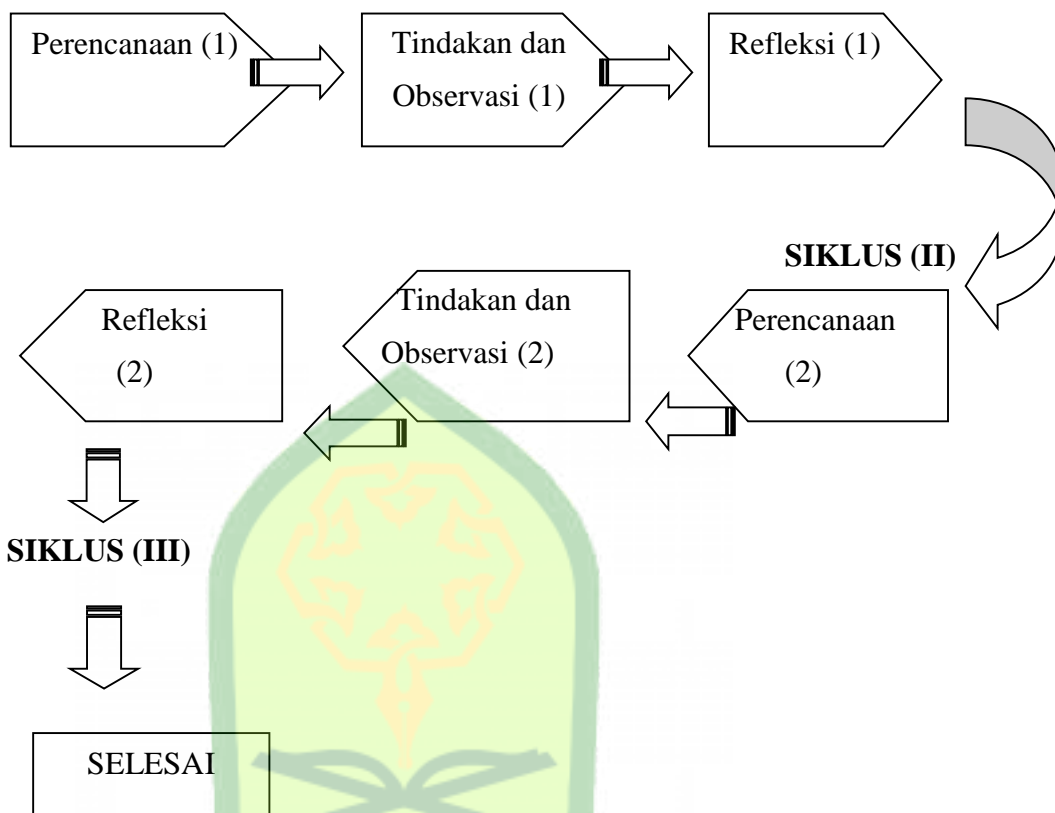 Perencanaan (1)
Tindakan dan
Observasi (1)
Refleksi (1)
SIKLUS (II)
Perencanaan
(2)
Tindakan dan
Observasi (2)
Refleksi
(2)
SIKLUS (III)
SELESAI